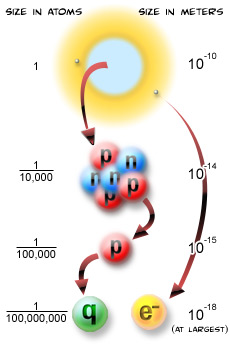 SIZE IN ATOMS SIZE IN METERS
1 10^-10
p
n
n n p
p
1/10,000 10^-14
p
1/100,000 10^-15
q e^-
1/100,000,000 10^-18
(AT LARGEST)